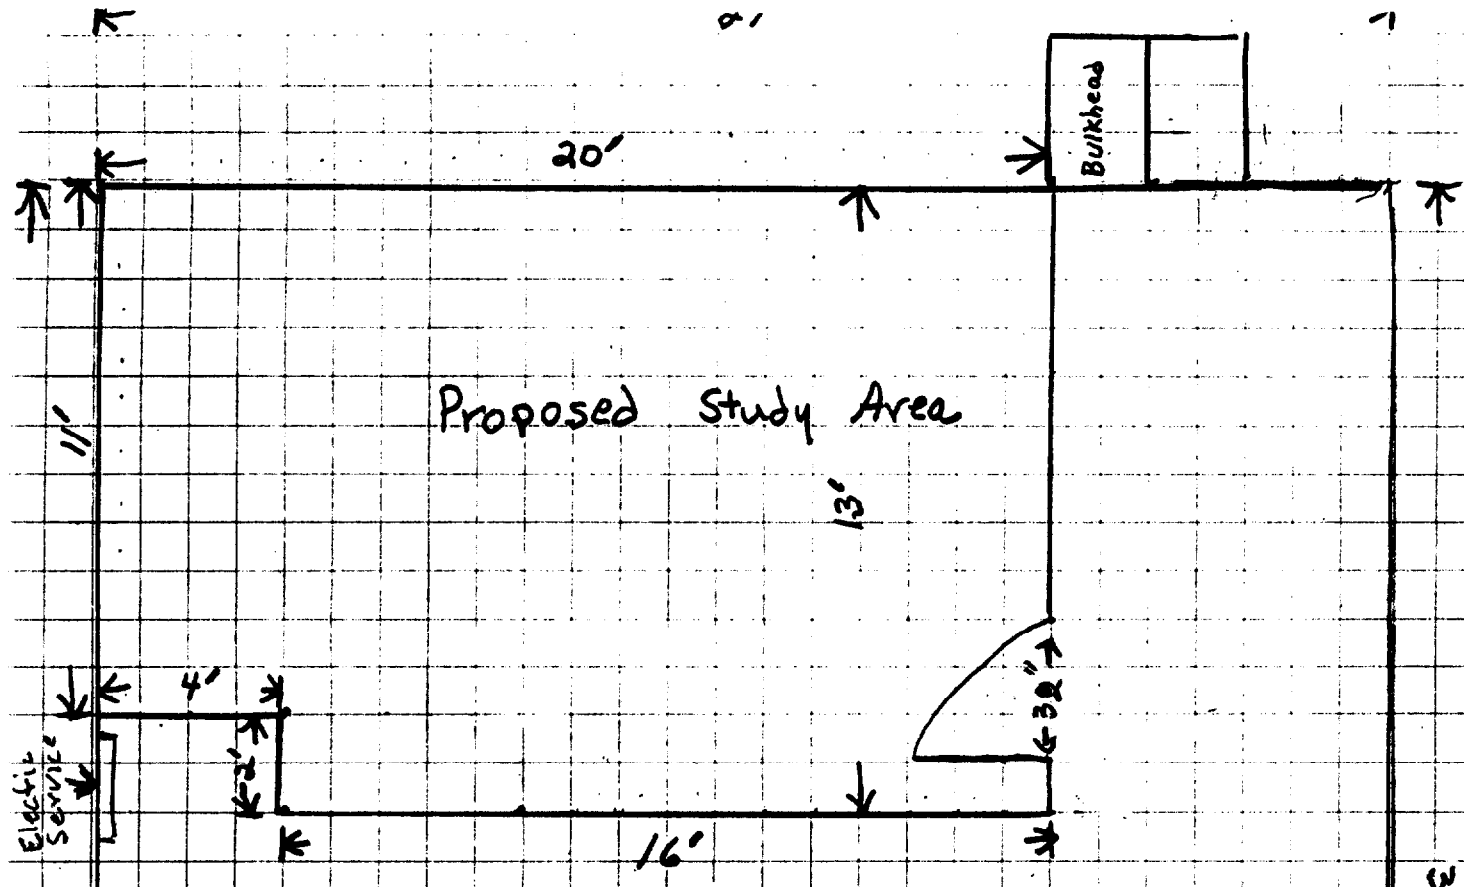 Bulkhead
20'
11'
Proposed Study Area
13'
4'
32"
2'
Electric
Service
16'